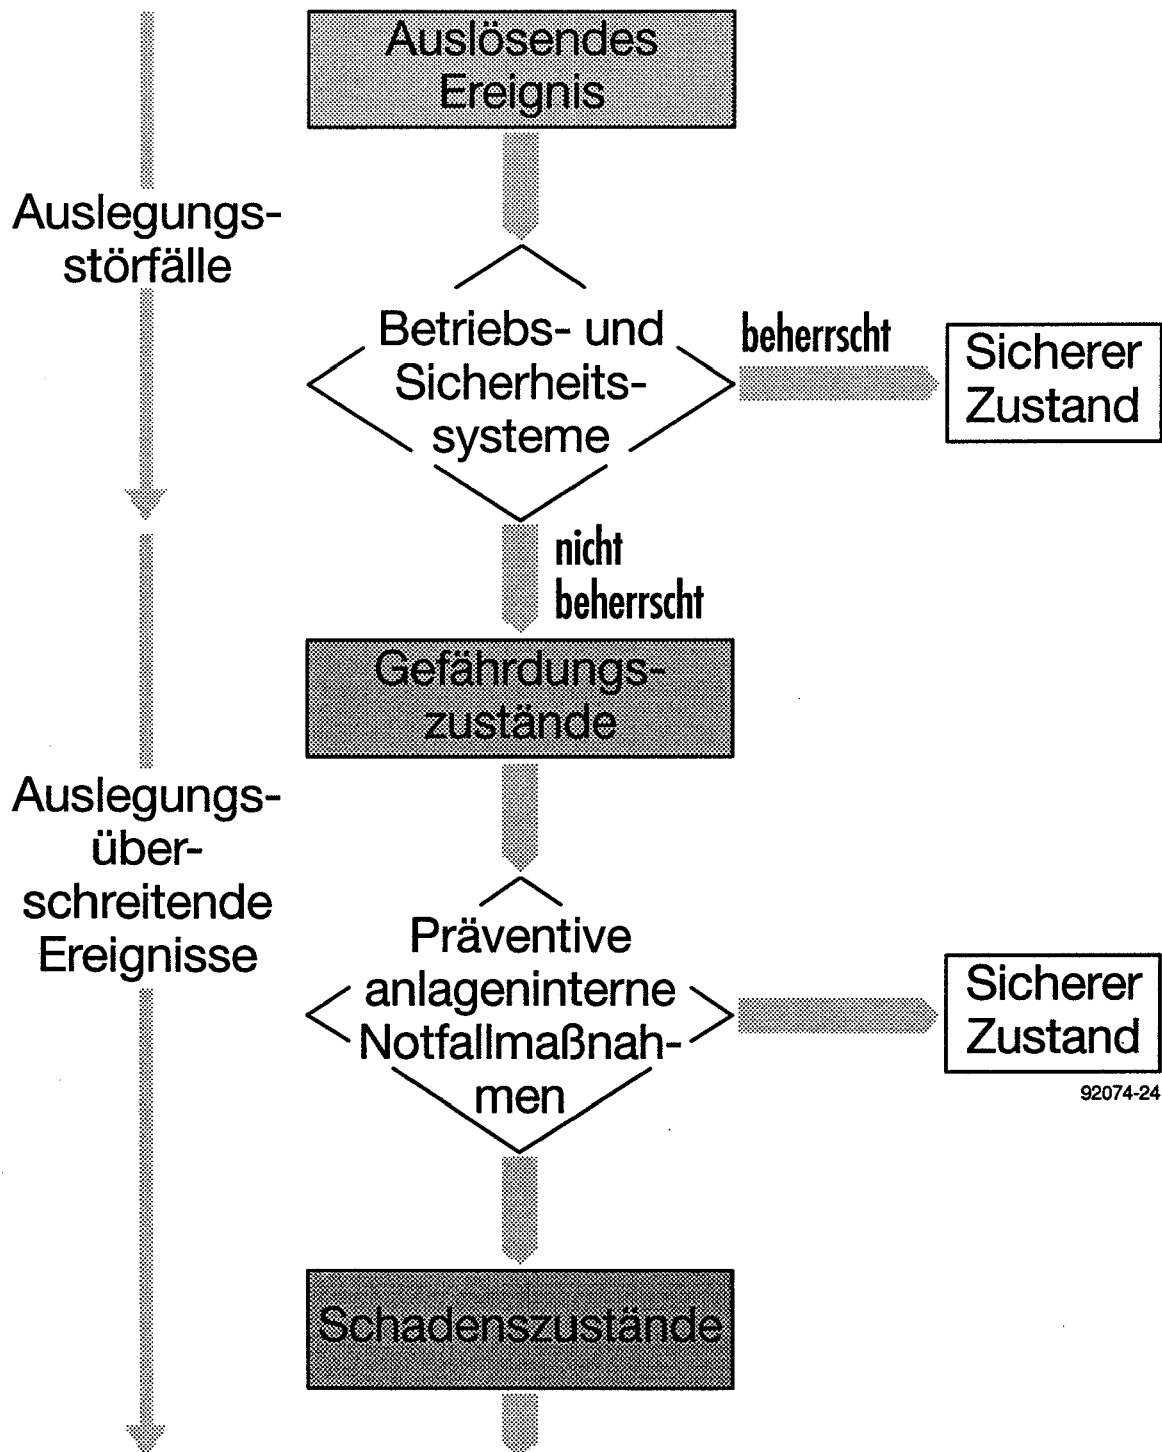 Auslösendes
Ereignis
Auslegungs-
störfälle
Betriebs- und
Sicherheits-
systeme
beherrscht
Sicherer
Zustand
nicht
beherrscht
Gefährdungs-
zustände
Auslegungs-
über-
schreitende
Ereignisse
Präventive
anlageninterne
Notfallmaßnah-
men
Sicherer
Zustand
92074-24
Schadenszustände